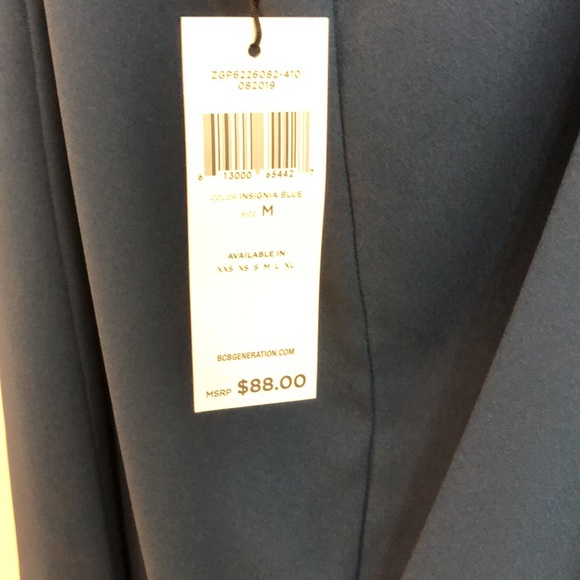 ZGP6226082-410
082019
6 13000 65442 7
COLOR INSIGNIA BLUE
SIZE M
AVAILABLE IN
XXS XS S M L XL
BCBGENERATION.COM
MSRP $88.00